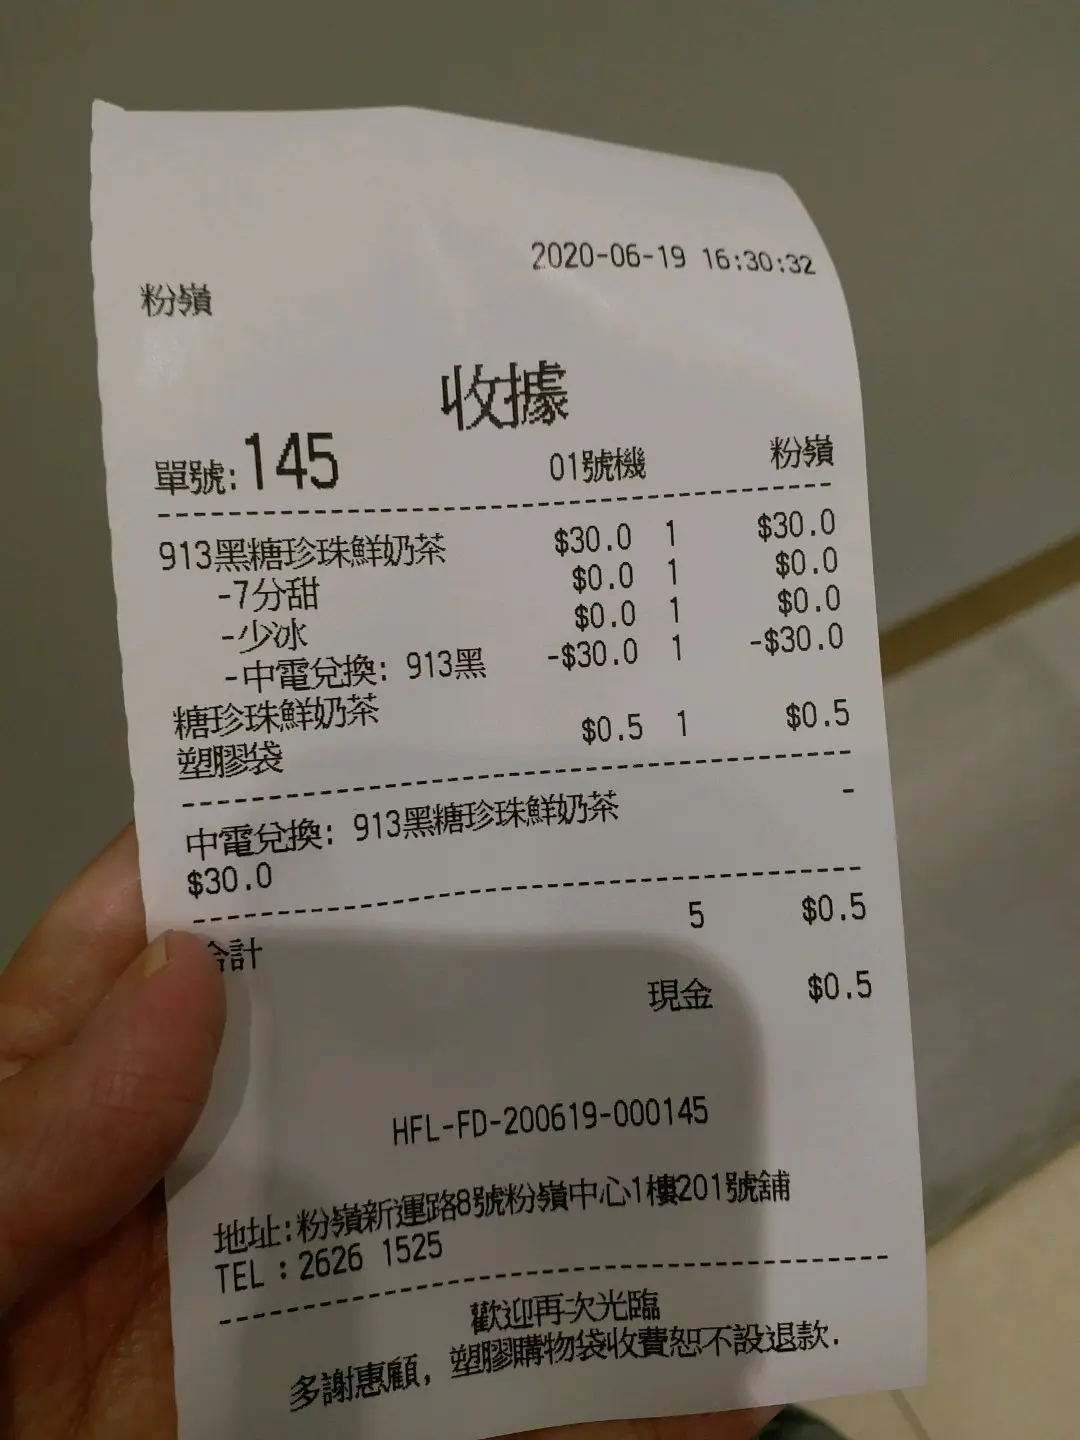 2020-06-19 16:30:32
粉嶺
收據
單號:145 01號機 粉嶺
913黑糖珍珠鮮奶茶 $30.0 1 $30.0
-7分甜 $0.0 1 $0.0
-少冰 $0.0 1 $0.0
-中電兌換: 913黑 -$30.0 1 -$30.0
糖珍珠鮮奶茶
塑膠袋 $0.5 1 $0.5
中電兌換: 913黑糖珍珠鮮奶茶 -
$30.0
合計 5 $0.5
現金 $0.5
HFL-FD-200619-000145
地址:粉嶺新運路8號粉嶺中心1樓201號舖
TEL:2626 1525
歡迎再次光臨
多謝惠顧, 塑膠購物袋收費恕不設退款.